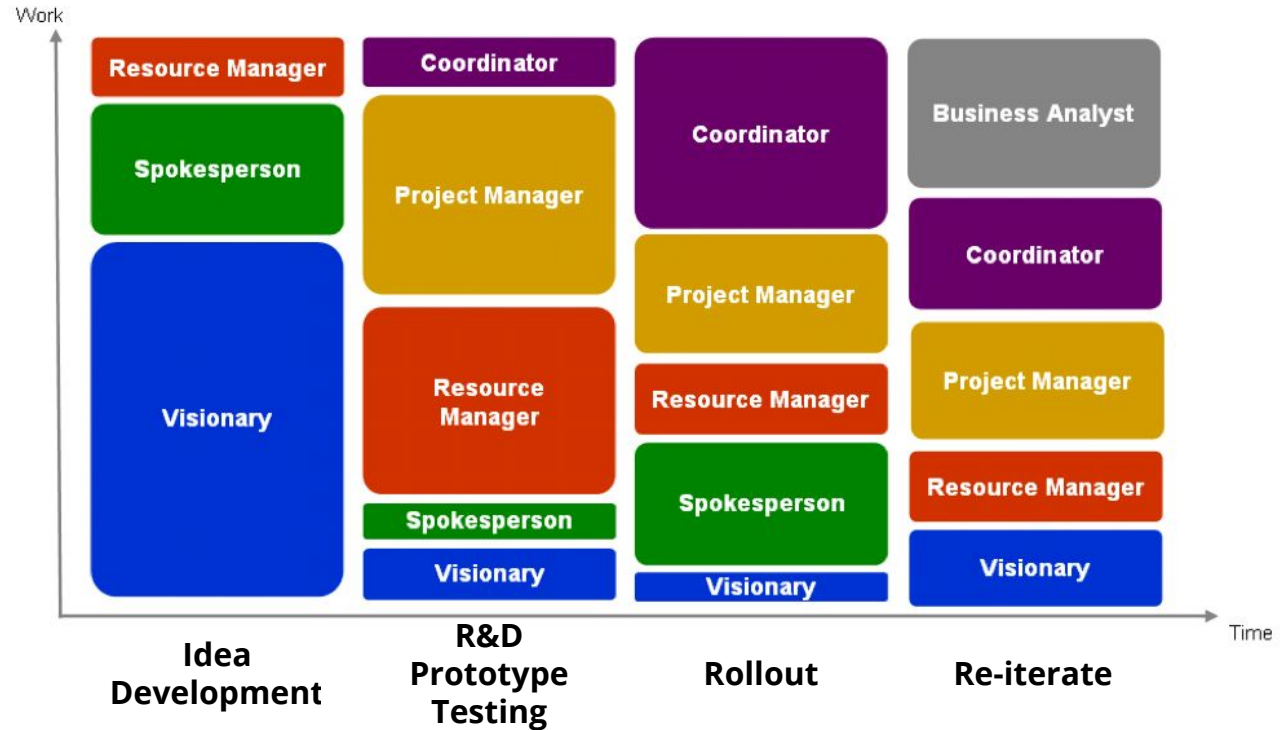 Work
Resource Manager
Spokesperson
Visionary
Coordinator
Project Manager
Resource
Manager
Spokesperson
Visionary
Coordinator
Project Manager
Resource Manager
Spokesperson
Visionary
Business Analyst
Coordinator
Project Manager
Resource Manager
Visionary
Time
Idea
Development
R&D
Prototype
Testing
Rollout
Re-iterate